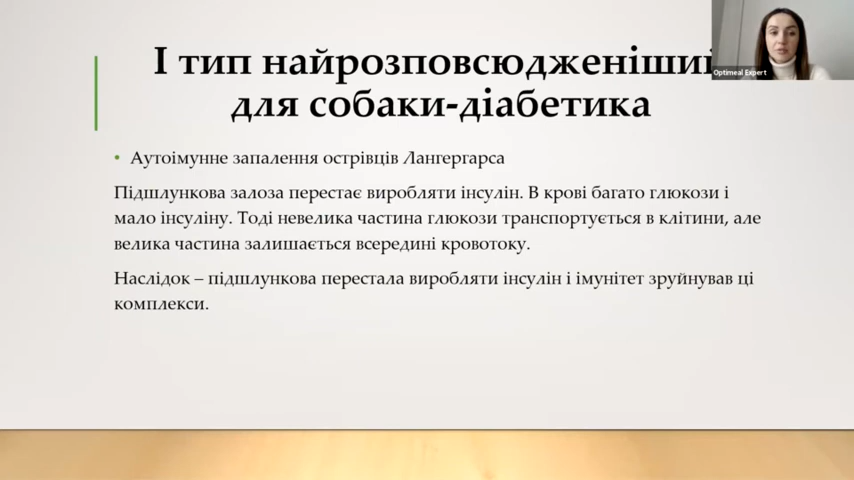 І тип найрозповсюдженіший
для собаки-діабетика
Optimeal Expert
• Аутоімунне запалення острівців Лангергарса
Підшлункова залоза перестає виробляти інсулін. В крові багато глюкози і
мало інсуліну. Тоді невелика частина глюкози транспортується в клітини, але
велика частина залишається всередині кровотоку.
Наслідок – підшлункова перестала виробляти інсулін і імунітет зруйнував ці
комплекси.